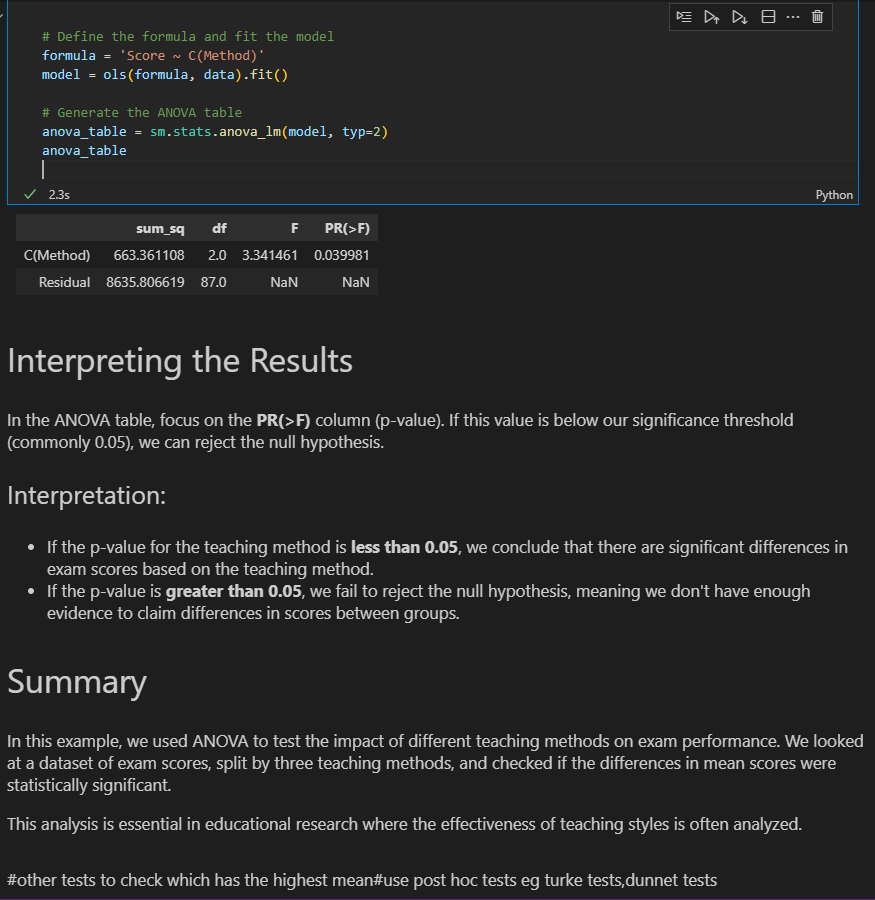 # Define the formula and fit the model
formula = 'Score ~ C(Method)'
model = ols(formula, data).fit()
# Generate the ANOVA table
anova_table = sm.stats.anova_lm(model, typ=2)
anova_table
2.3s
Python
sum_sq df F PR(>F)
C(Method) 663.361108 2.0 3.341461 0.039981
Residual 8635.806619 87.0 NaN NaN
Interpreting the Results
In the ANOVA table, focus on the PR(>F) column (p-value). If this value is below our significance threshold
(commonly 0.05), we can reject the null hypothesis.
Interpretation:
• If the p-value for the teaching method is less than 0.05, we conclude that there are significant differences in
exam scores based on the teaching method.
• If the p-value is greater than 0.05, we fail to reject the null hypothesis, meaning we don't have enough
evidence to claim differences in scores between groups.
Summary
In this example, we used ANOVA to test the impact of different teaching methods on exam performance. We looked
at a dataset of exam scores, split by three teaching methods, and checked if the differences in mean scores were
statistically significant.
This analysis is essential in educational research where the effectiveness of teaching styles is often analyzed.
#other tests to check which has the highest mean#use post hoc tests eg turke tests,dunnet tests